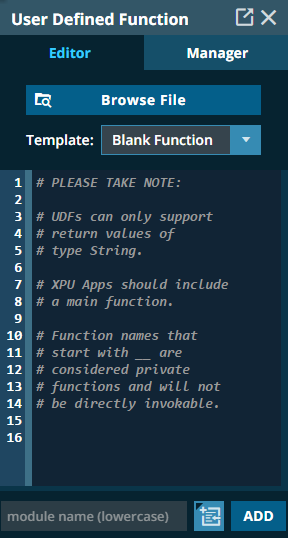 User Defined Function
Editor Manager
Browse File
Template: Blank Function
1 # PLEASE TAKE NOTE:
2
3 # UDFs can only support
4 # return values of
5 # type String.
6
7 # XPU Apps should include
8 # a main function.
9
10 # Function names that
11 # start with __ are
12 # considered private
13 # functions and will not
14 # be directly invokable.
15
16
module name (lowercase) ADD